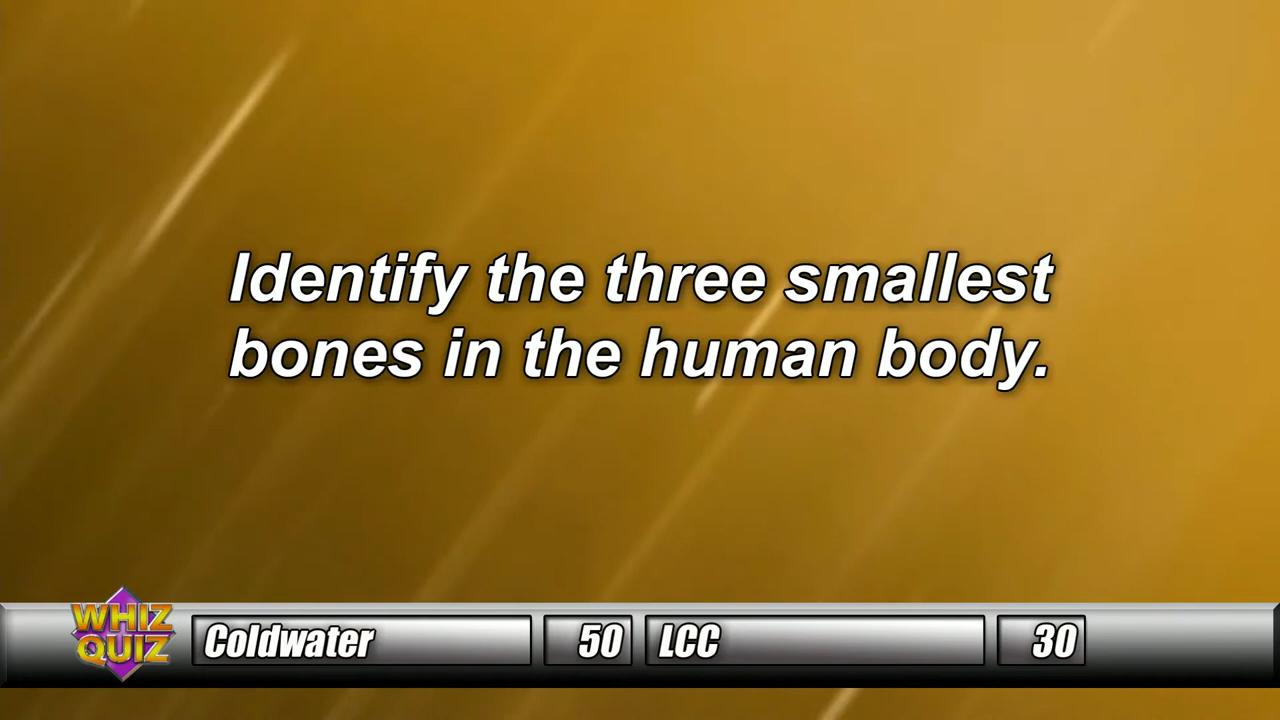 Identify the three smallest
bones in the human body.
WHIZ
QUIZ
Coldwater 50 LCC 30